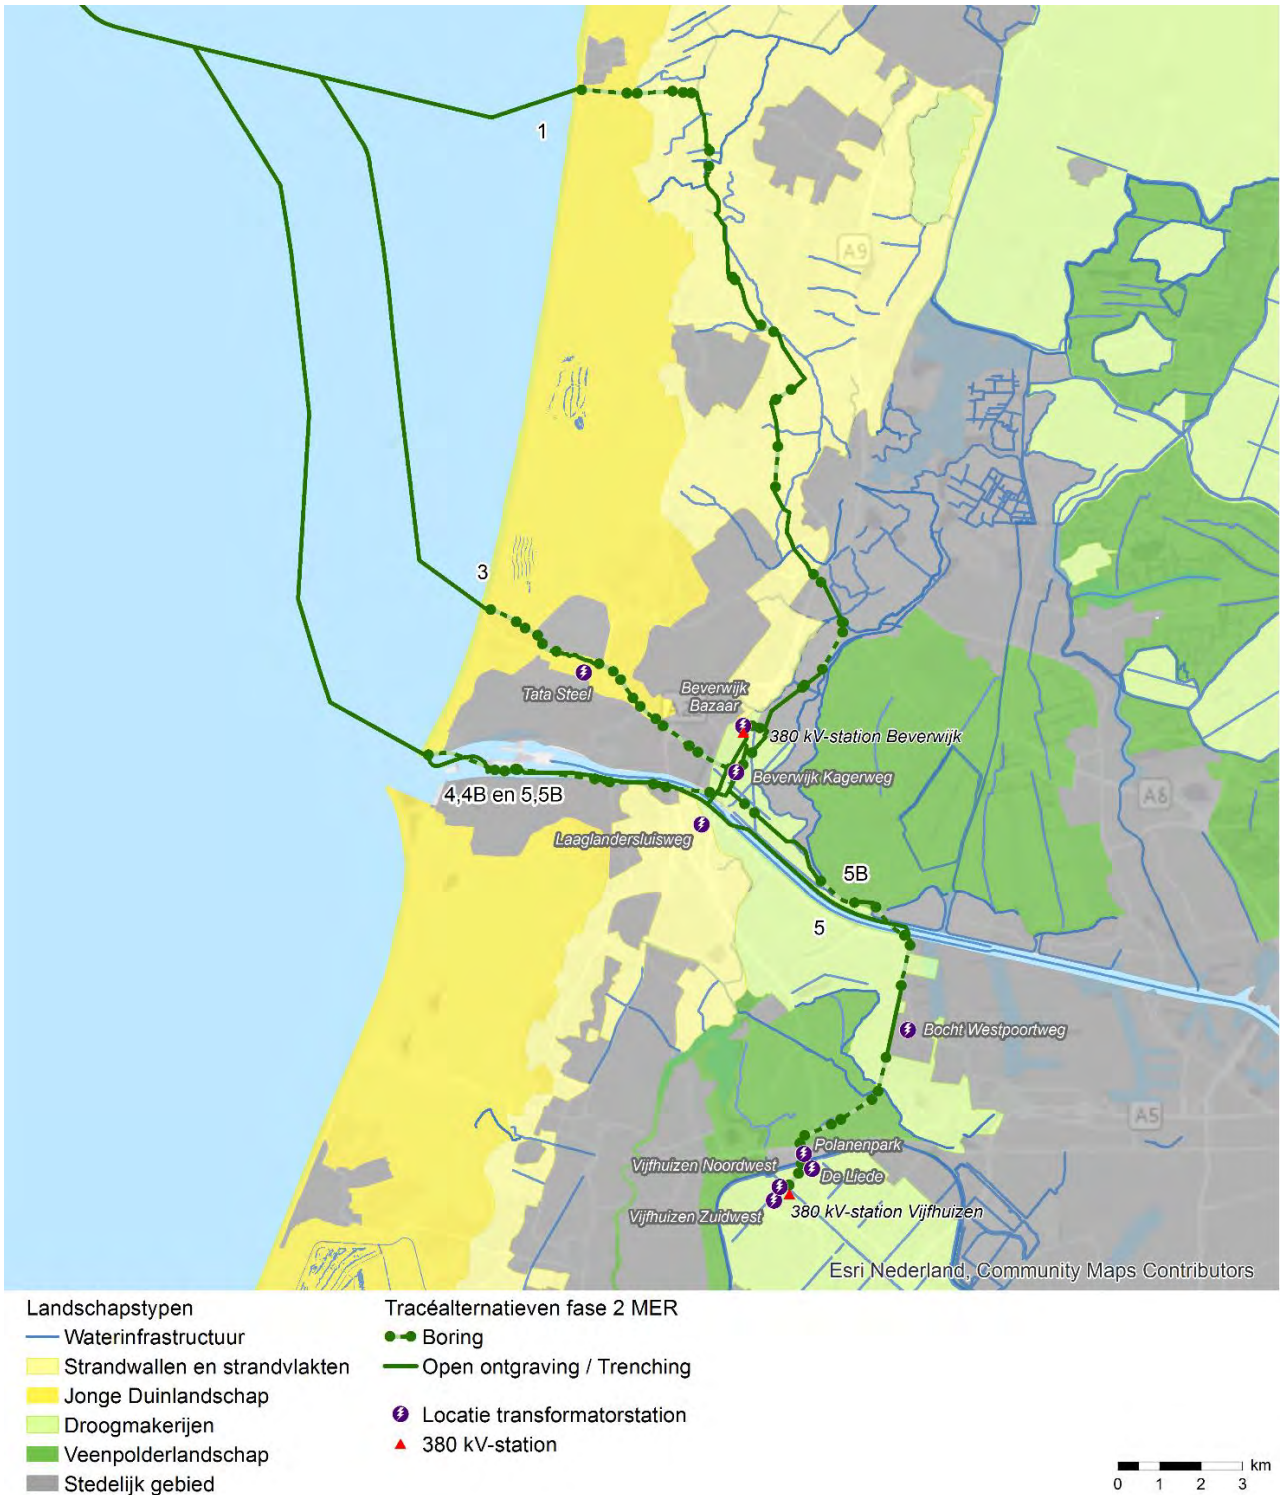 1
A9
3
Tata Steel
Beverwijk
Bazaar
380 kV-station Beverwijk
Beverwijk Kagerweg
4,4B en 5,5B
A8
Laaglandersluisweg
5B
5
Bocht Westpoortweg
A5
Polanenpark
Vijfhuizen Noordwest
De Liede
Vijfhuizen Zuidwest
380 kV-station Vijfhuizen
Esri Nederland, Community Maps Contributors
Landschapstypen
Waterinfrastructuur
Strandwallen en strandvlakten
Jonge Duinlandschap
Droogmakerijen
Veenpolderlandschap
Stedelijk gebied
Tracéalternatieven fase 2 MER
Boring
Open ontgraving / Trenching
Locatie transformatorstation
380 kV-station
km
0 1 2 3